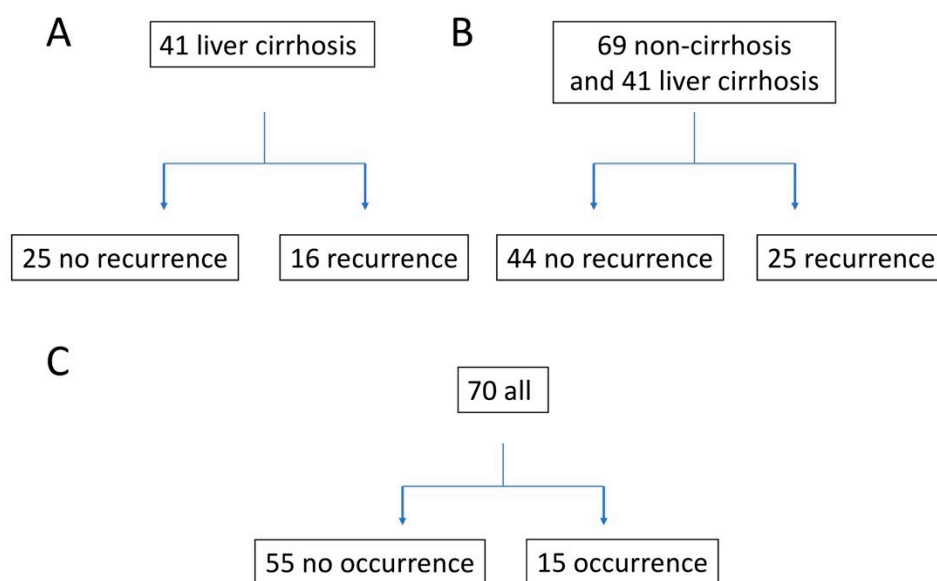 A
41 liver cirrhosis
25 no recurrence
16 recurrence
B
69 non-cirrhosis
and 41 liver cirrhosis
44 no recurrence
25 recurrence
C
70 all
55 no occurrence
15 occurrence